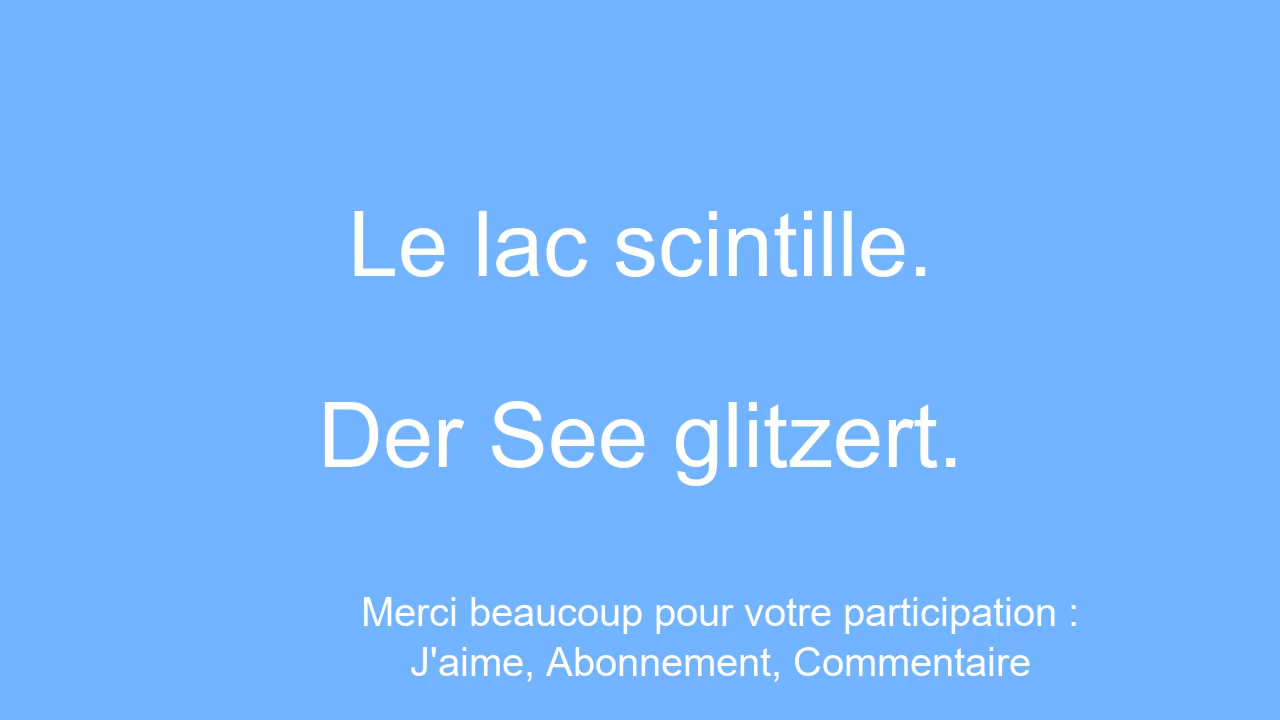 Le lac scintille.
Der See glitzert.
Merci beaucoup pour votre participation :
J'aime, Abonnement, Commentaire